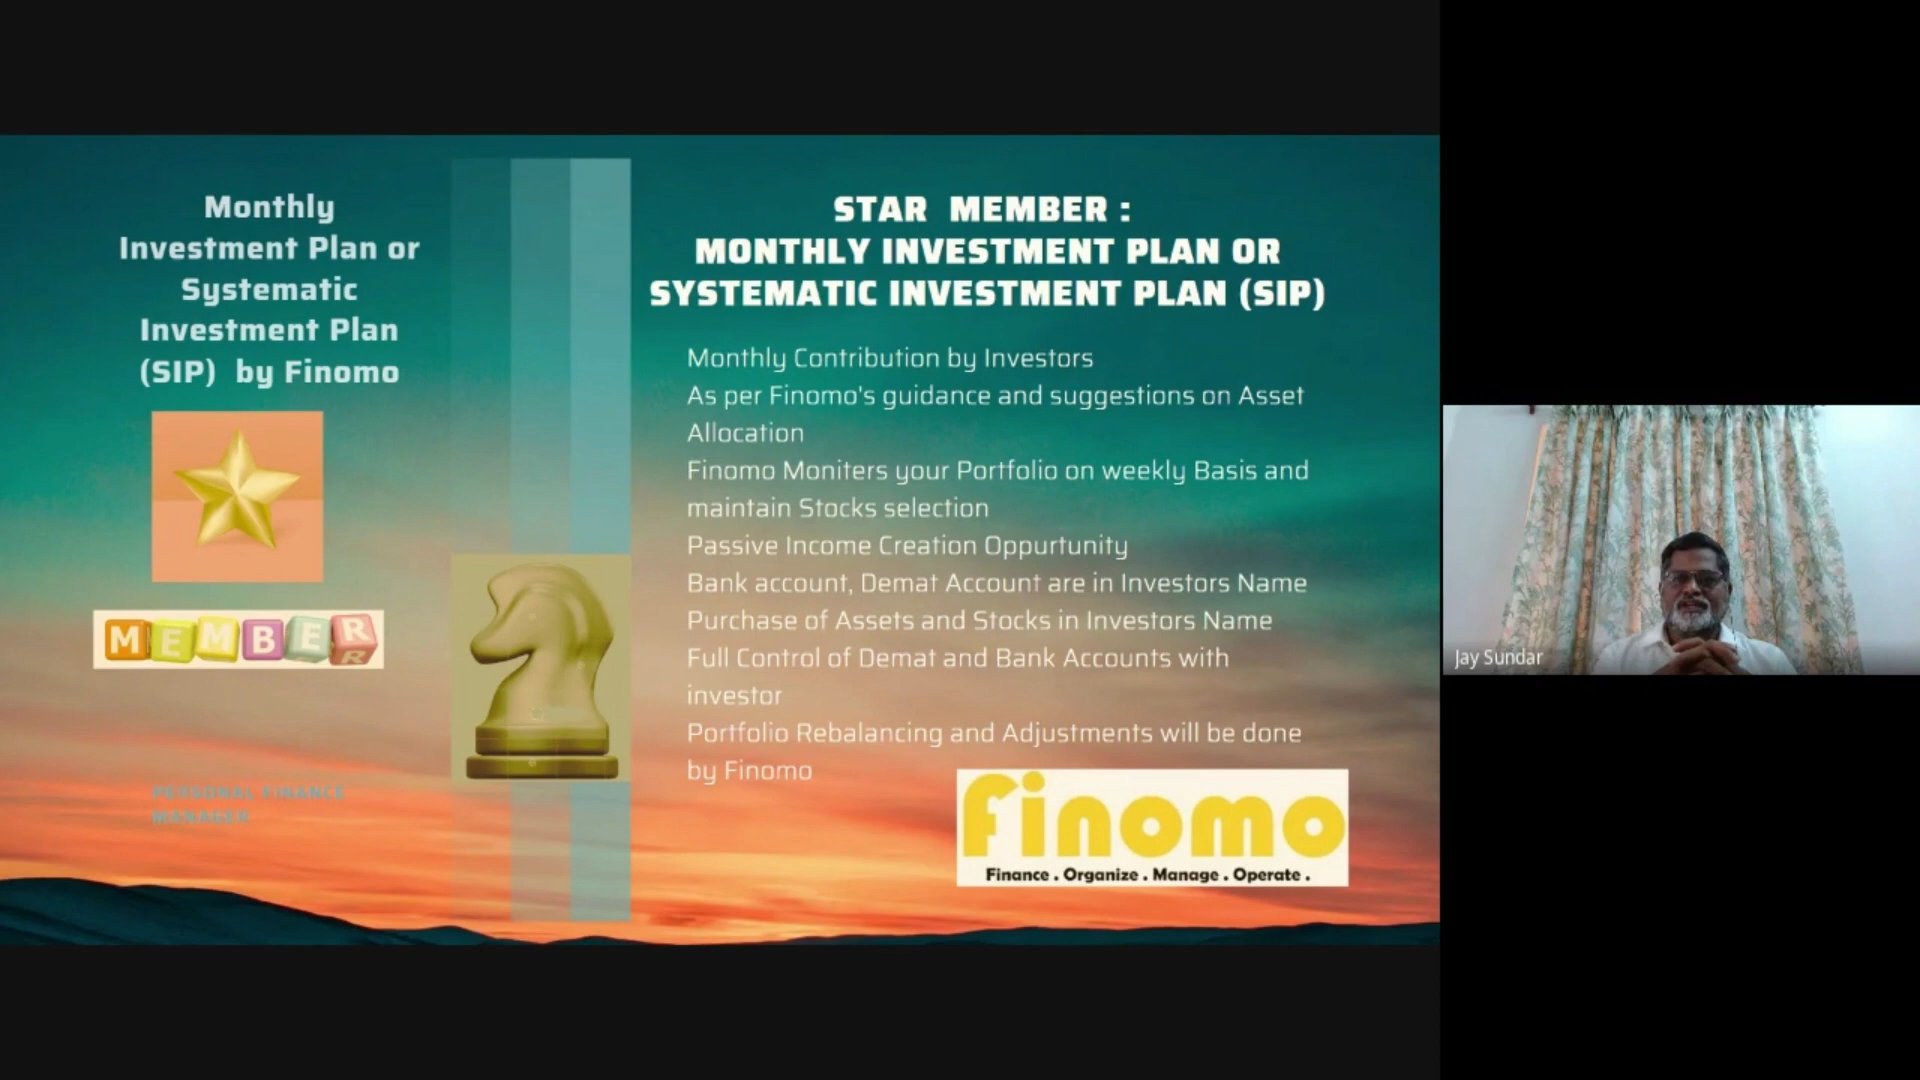 Monthly
Investment Plan or
Systematic
Investment Plan
(SIP) by Finomo
MEMBER
PERSONAL FINANCE
MANAGER
STAR MEMBER :
MONTHLY INVESTMENT PLAN OR
SYSTEMATIC INVESTMENT PLAN (SIP)
Monthly Contribution by Investors
As per Finomo's guidance and suggestions on Asset
Allocation
Finomo Moniters your Portfolio on weekly Basis and
maintain Stocks selection
Passive Income Creation Oppurtunity
Bank account, Demat Account are in Investors Name
Purchase of Assets and Stocks in Investors Name
Full Control of Demat and Bank Accounts with
investor
Portfolio Rebalancing and Adjustments will be done
by Finomo
Finomo
Finance . Organize . Manage . Operate .
Jay Sundar